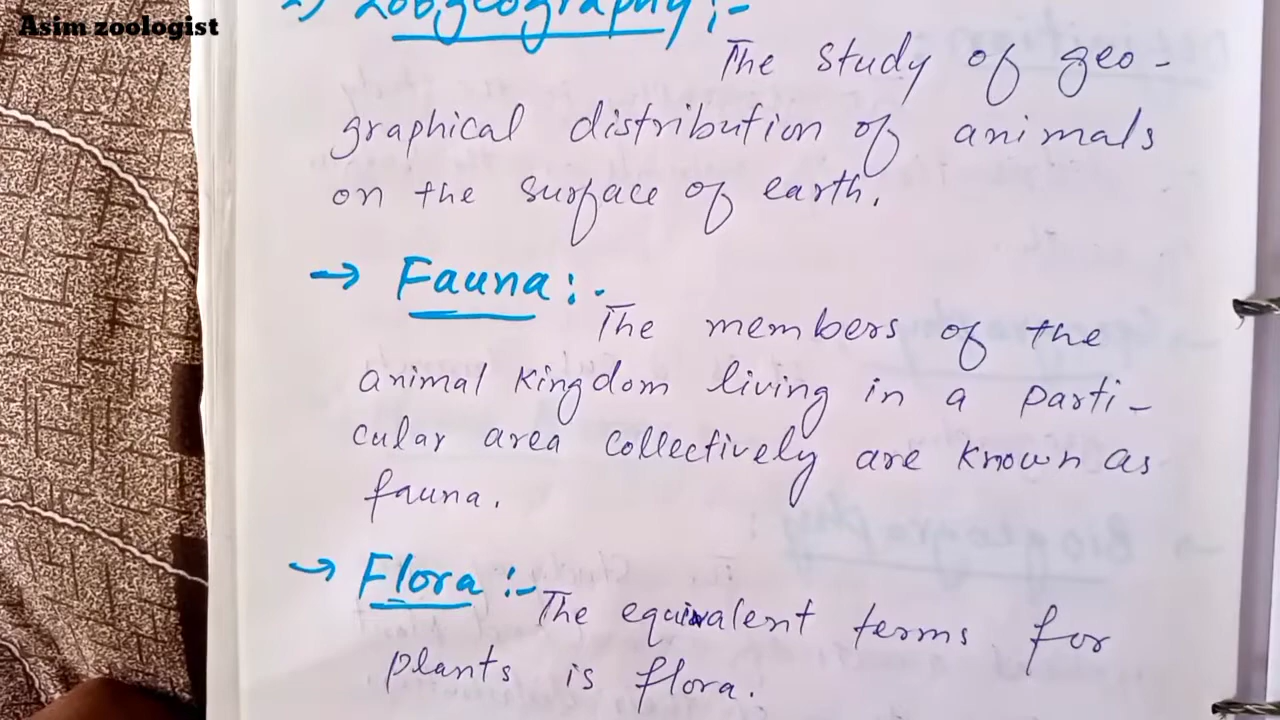 Asim zoologist
2) Zoogeography :-
The study of geo-
graphical distribution of animals
on the surface of earth.
→ Fauna :-
The members of the
animal kingdom living in a parti-
cular area collectively are known as
fauna.
→ Flora :-
The equivalent terms for
plants is flora.